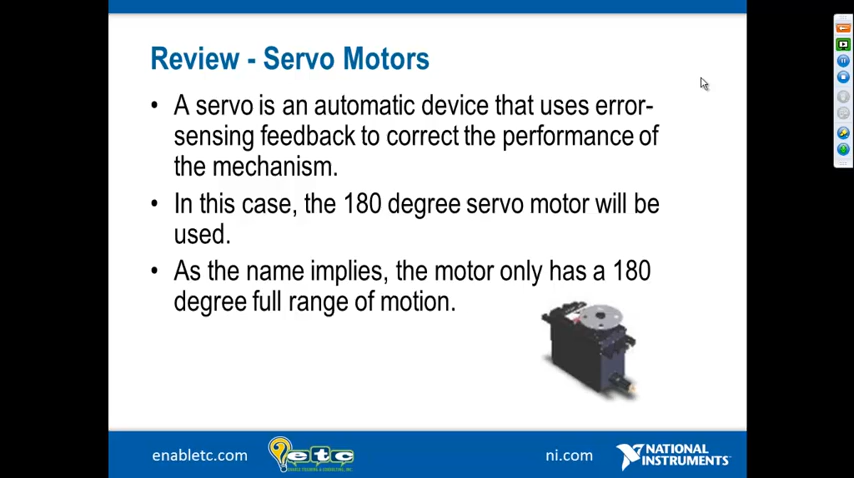 Review - Servo Motors
• A servo is an automatic device that uses error-
sensing feedback to correct the performance of
the mechanism.
• In this case, the 180 degree servo motor will be
used.
• As the name implies, the motor only has a 180
degree full range of motion.
enabletc.com
etc
ni.com
NATIONAL
INSTRUMENTS